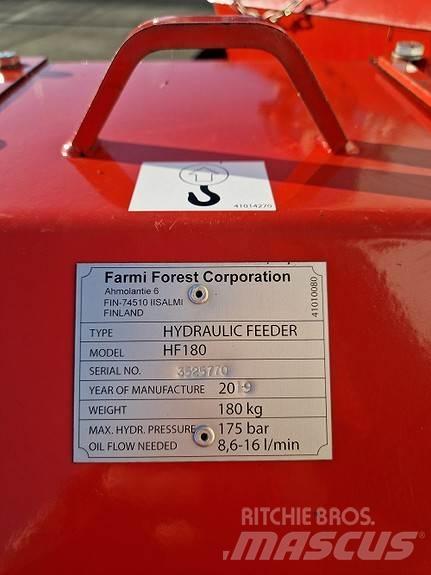 41014270
Farmi Forest Corporation
Ahmolantie 6
FIN-74510 IISALMI
FINLAND
41010080
TYPE HYDRAULIC FEEDER
MODEL HF180
SERIAL NO. 3525770
YEAR OF MANUFACTURE 2019
WEIGHT 180 kg
MAX. HYDR. PRESSURE 175 bar
OIL FLOW NEEDED 8,6-16 l/min
RITCHIE BROS.
MASCUS